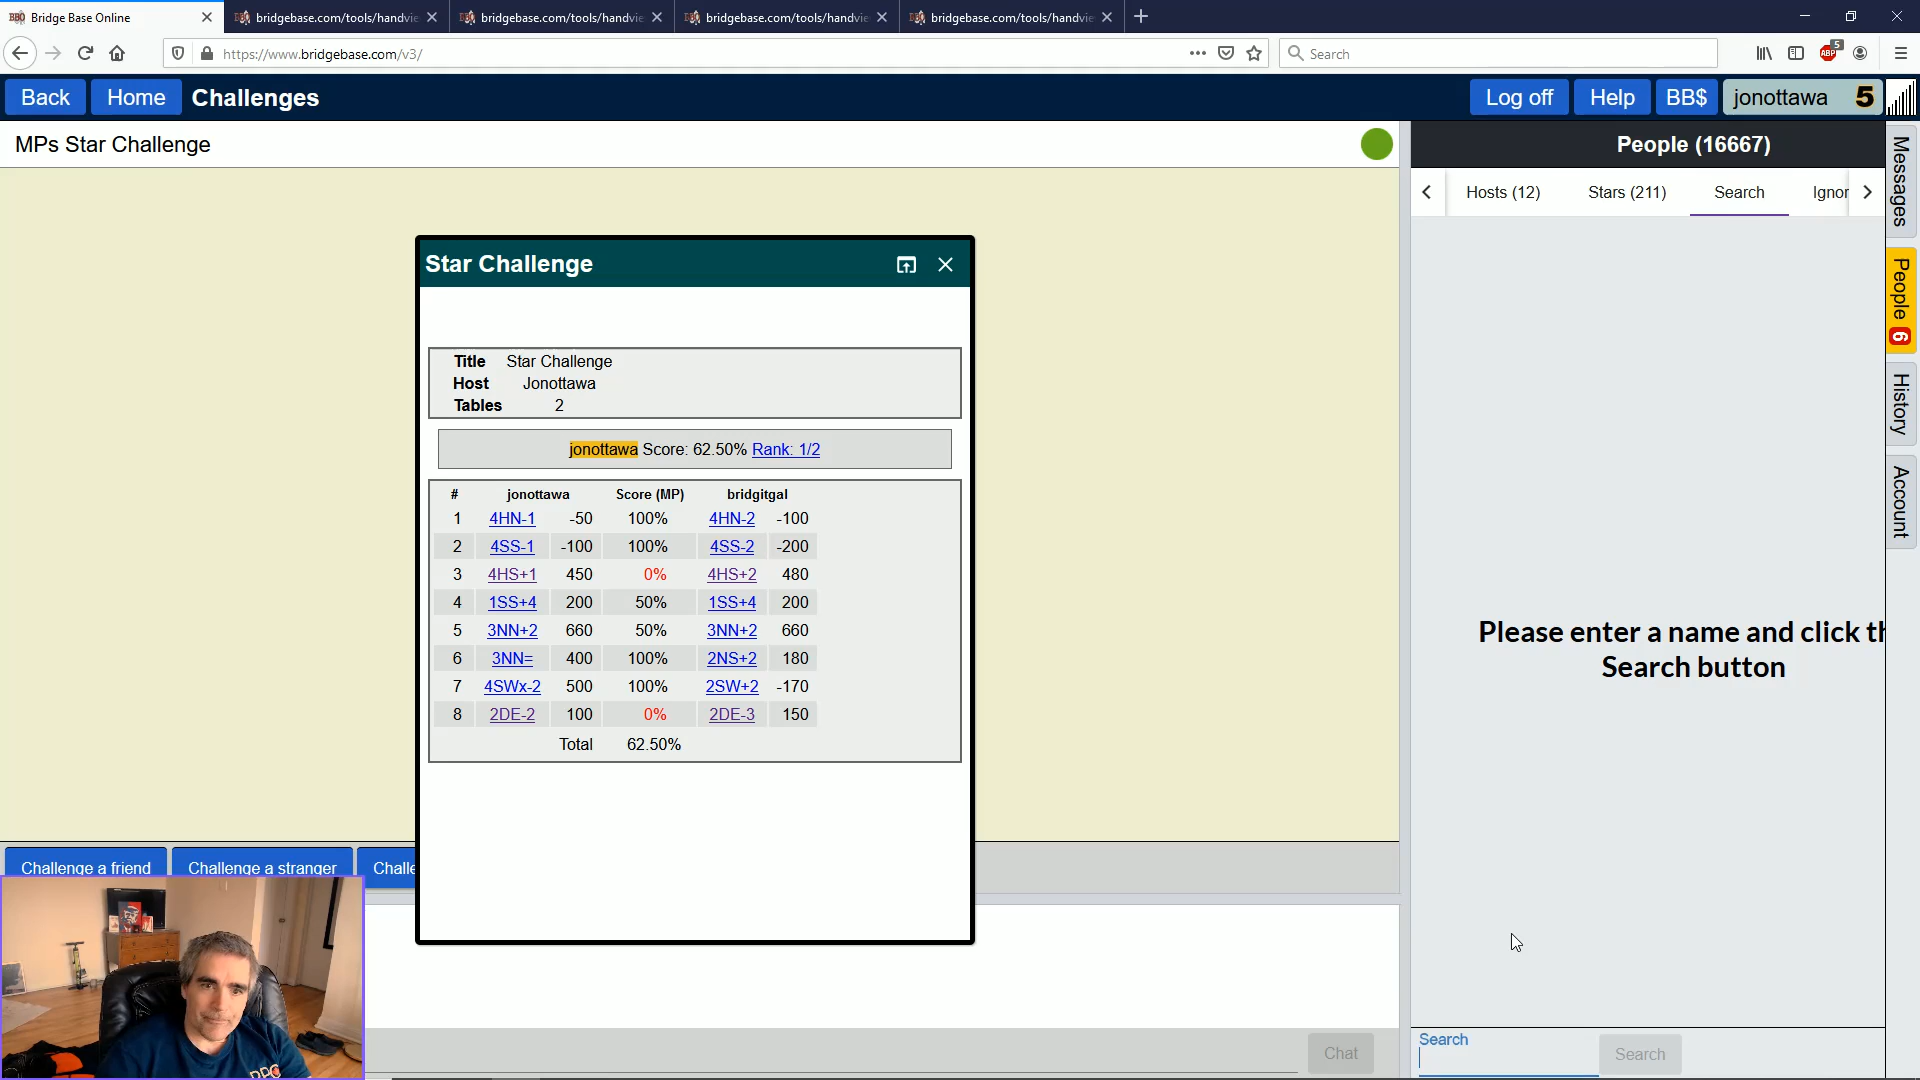 Bridge Base Online
bridgebase.com/tools/handvie
bridgebase.com/tools/handvie
bridgebase.com/tools/handvie
bridgebase.com/tools/handvie
https://www.bridgebase.com/v3/
Search
ABP
5
Back
Home
Challenges
Log off
Help
BB$
jonottawa 5
MPs Star Challenge
People (16667)
Hosts (12)
Stars (211)
Search
Ignor
Messages
People 6
History
Account
Star Challenge
Title Star Challenge
Host Jonottawa
Tables 2
jonottawa Score: 62.50% Rank: 1/2
# jonottawa Score (MP) bridgitgal
1 4HN-1 -50 100% 4HN-2 -100
2 4SS-1 -100 100% 4SS-2 -200
3 4HS+1 450 0% 4HS+2 480
4 1SS+4 200 50% 1SS+4 200
5 3NN+2 660 50% 3NN+2 660
6 3NN= 400 100% 2NS+2 180
7 4SWx-2 500 100% 2SW+2 -170
8 2DE-2 100 0% 2DE-3 150
Total 62.50%
Please enter a name and click th
Search button
Challenge a friend
Challenge a stranger
Challe
Chat
Search
Search